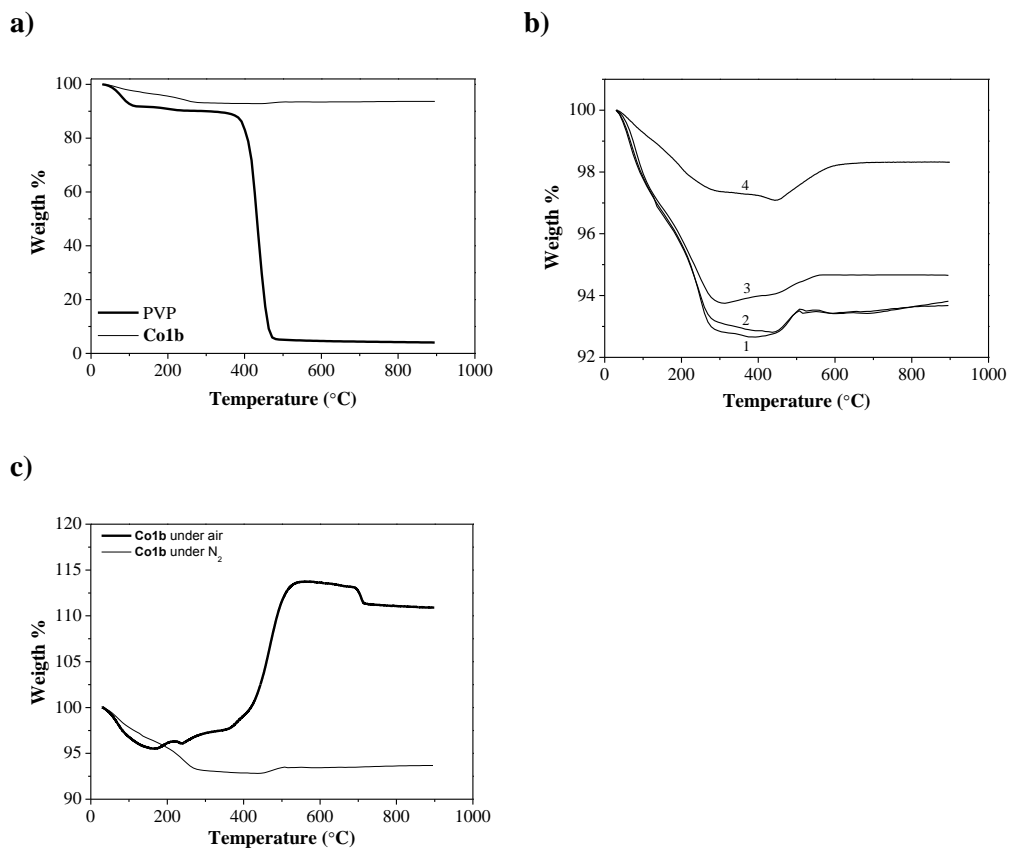 a)
100
80
60
40
20
0
Weigth %
PVP
Co1b
0 200 400 600 800 1000
Temperature (°C)
b)
100
98
96
94
92
Weigth %
4
3
2
1
0 200 400 600 800 1000
Temperature (°C)
c)
120
115
110
105
100
95
90
Weigth %
Co1b under air
Co1b under N2
0 200 400 600 800 1000
Temperature (°C)